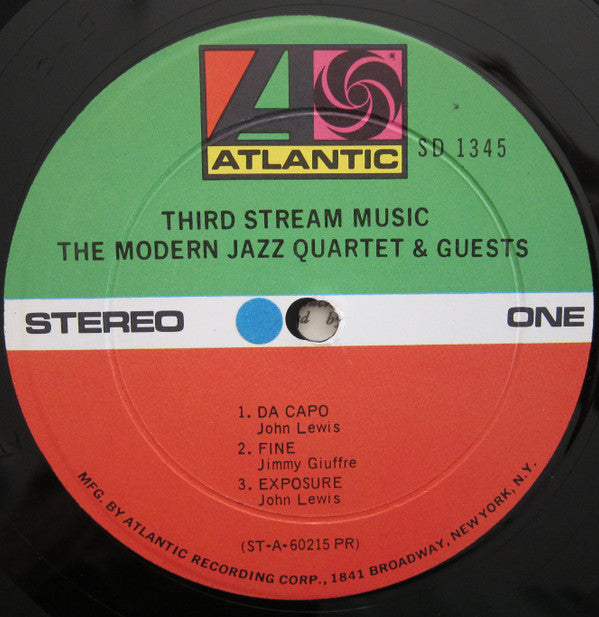 ATLANTIC
SD 1345
THIRD STREAM MUSIC
THE MODERN JAZZ QUARTET & GUESTS
STEREO
ONE
1. DA CAPO
John Lewis
2. FINE
Jimmy Giuffre
3. EXPOSURE
John Lewis
(ST-A-60215 PR)
MFG. BY ATLANTIC RECORDING CORP., 1841 BROADWAY, NEW YORK, N.Y.